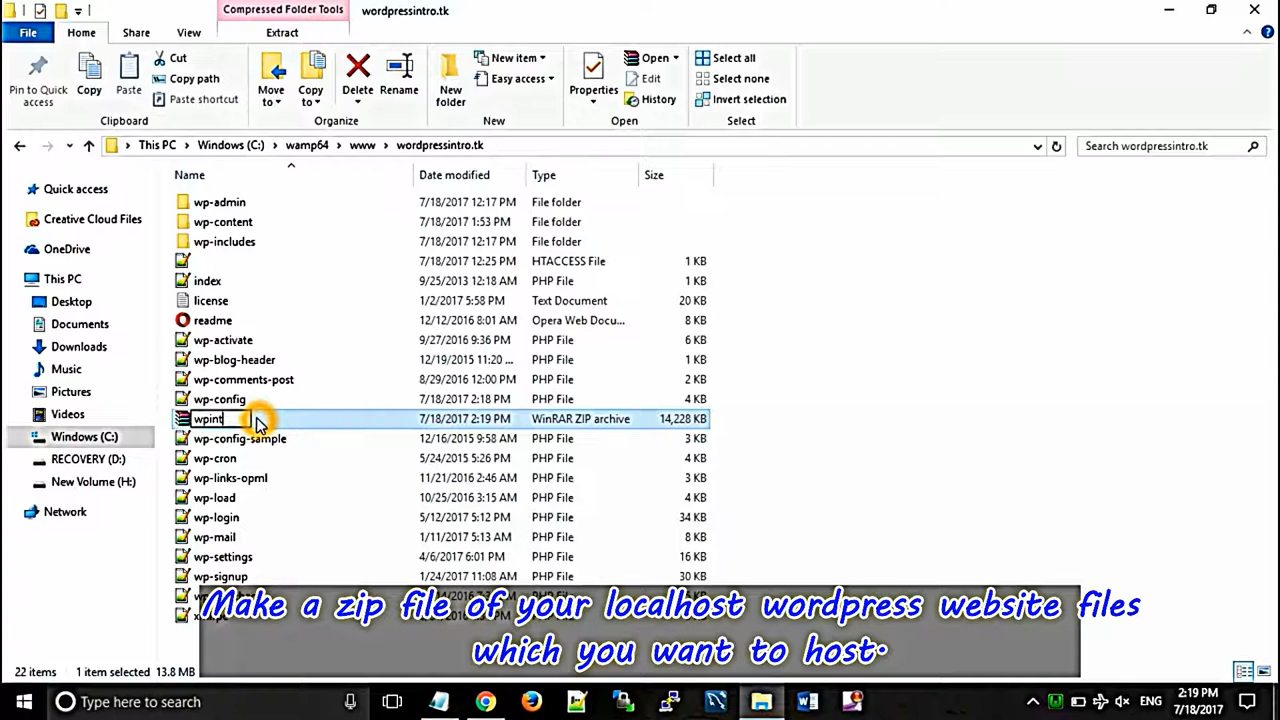 Compressed Folder Tools
wordpressintro.tk
File
Home
Share
View
Extract
Pin to Quick
access
Copy
Paste
Cut
Copy path
Paste shortcut
Clipboard
Move
to
Copy
to
Delete
Rename
Organize
New
folder
New item
Easy access
New
Properties
Open
Edit
History
Open
Select all
Select none
Invert selection
Select
This PC > Windows (C:) > wamp64 > www > wordpressintro.tk
Search wordpressintro.tk
Name Date modified Type Size
Quick access
Creative Cloud Files
OneDrive
This PC
Desktop
Documents
Downloads
Music
Pictures
Videos
Windows (C:)
RECOVERY (D:)
New Volume (H:)
Network
wp-admin 7/18/2017 12:17 PM File folder
wp-content 7/18/2017 1:53 PM File folder
wp-includes 7/18/2017 12:17 PM File folder
7/18/2017 12:25 PM HTACCESS File 1 KB
index 9/25/2013 12:18 AM PHP File 1 KB
license 1/2/2017 5:58 PM Text Document 20 KB
readme 12/12/2016 8:01 AM Opera Web Docu... 8 KB
wp-activate 9/27/2016 9:36 PM PHP File 6 KB
wp-blog-header 12/19/2015 11:20 ... PHP File 1 KB
wp-comments-post 8/29/2016 12:00 PM PHP File 2 KB
wp-config 7/18/2017 2:18 PM PHP File 4 KB
wpint 7/18/2017 2:19 PM WinRAR ZIP archive 14,228 KB
wp-config-sample 12/16/2015 9:58 AM PHP File 3 KB
wp-cron 5/24/2015 5:26 PM PHP File 4 KB
wp-links-opml 11/21/2016 2:46 AM PHP File 3 KB
wp-load 10/25/2016 3:15 AM PHP File 4 KB
wp-login 5/12/2017 5:12 PM PHP File 34 KB
wp-mail 1/11/2017 5:13 AM PHP File 8 KB
wp-settings 4/6/2017 6:01 PM PHP File 16 KB
wp-signup 1/24/2017 11:08 AM PHP File 30 KB
Make a zip file of your localhost wordpress website files
which you want to host.
22 items 1 item selected 13.8 MB
Type here to search
ENG
2:19 PM
7/18/2017